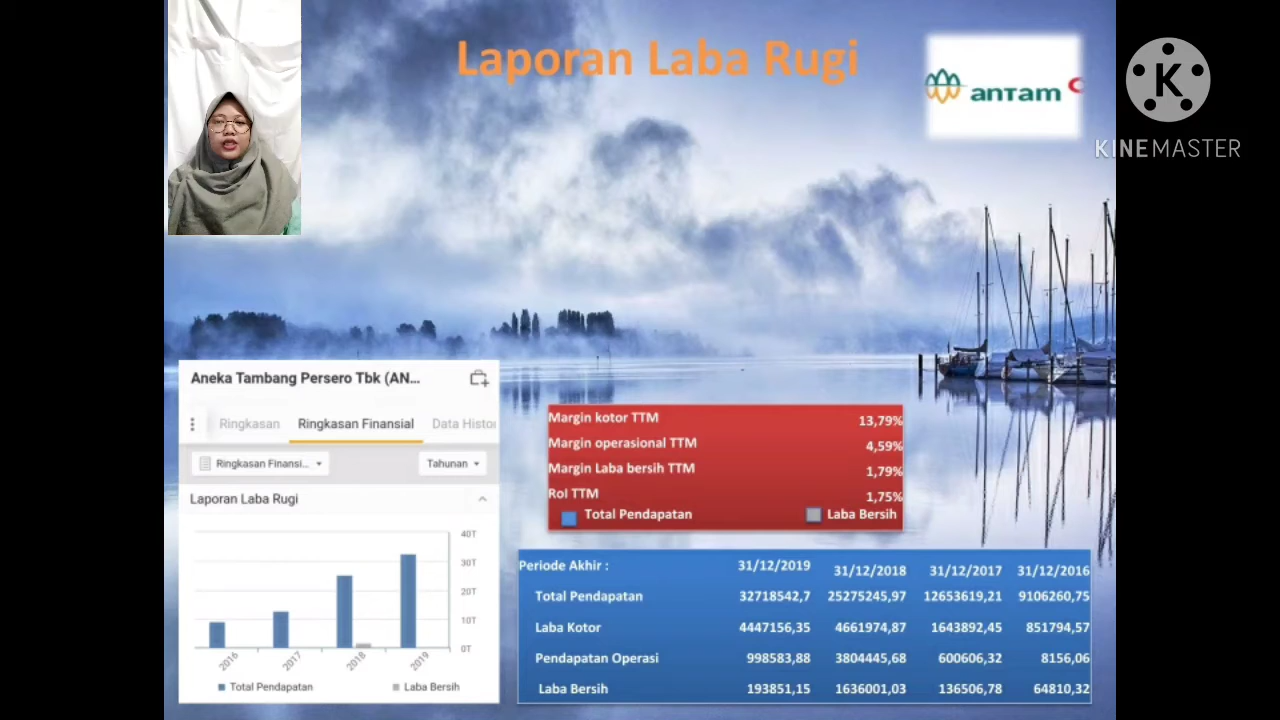 Laporan Laba Rugi
antam
K
KINEMASTER
Aneka Tambang Persero Tbk (AN...
Ringkasan Ringkasan Finansial Data Histo
Ringkasan Finansi... Tahunan
Laporan Laba Rugi
40T
30T
20T
10T
0T
2016 2017 2018 2019
Total Pendapatan Laba Bersih
Margin kotor TTM 13,79%
Margin operasional TTM 4,59%
Margin Laba bersih TTM 1,79%
RoI TTM 1,75%
Total Pendapatan Laba Bersih
Periode Akhir : 31/12/2019 31/12/2018 31/12/2017 31/12/2016
Total Pendapatan 32718542,7 25275245,97 12653619,21 9106260,75
Laba Kotor 4447156,35 4661974,87 1643892,45 851794,57
Pendapatan Operasi 998583,88 3804445,68 600606,32 8156,06
Laba Bersih 193851,15 1636001,03 136506,78 64810,32